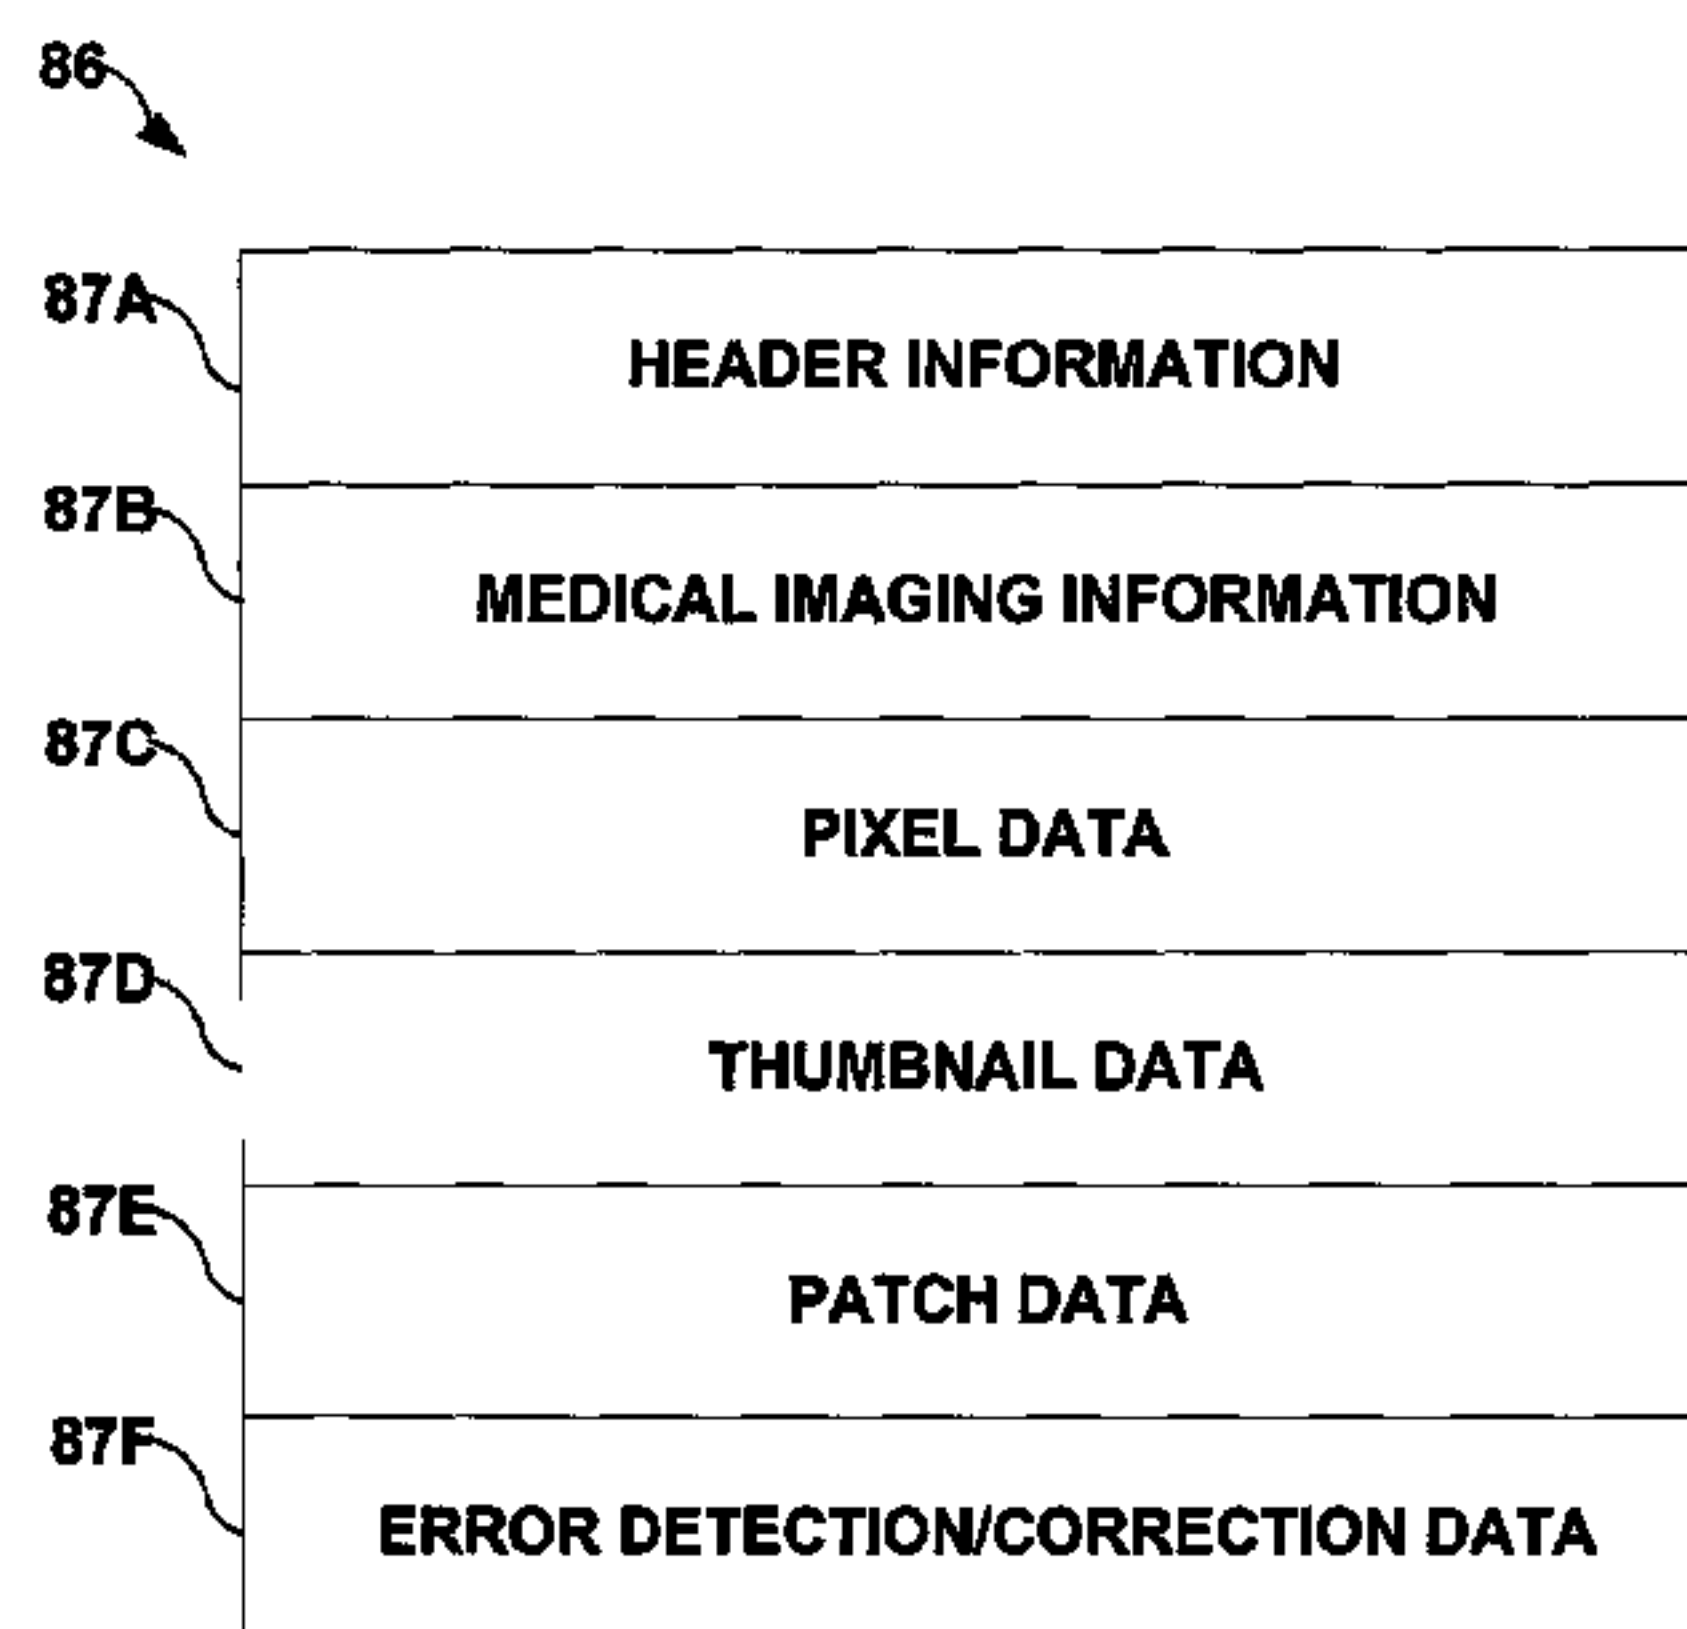 86
87A
HEADER INFORMATION
87B
MEDICAL IMAGING INFORMATION
87C
PIXEL DATA
87D
THUMBNAIL DATA
87E
PATCH DATA
87F
ERROR DETECTION/CORRECTION DATA